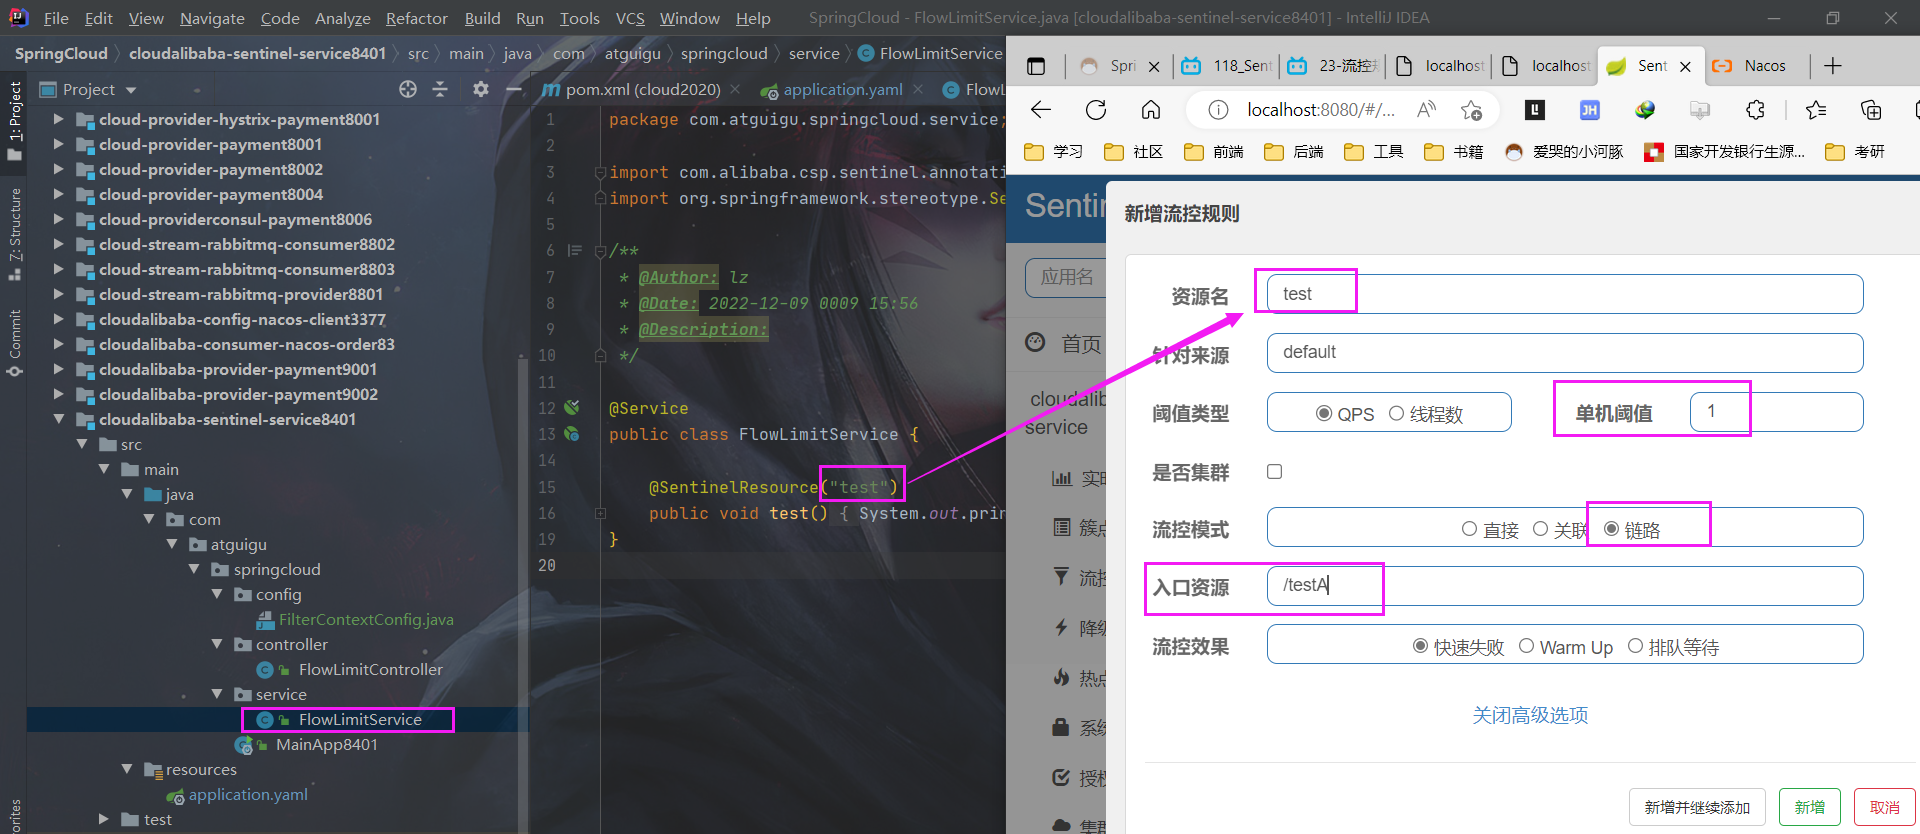 File Edit View Navigate Code Analyze Refactor Build Run Tools VCS Window Help SpringCloud - FlowLimitService.java [cloudalibaba-sentinel-service8401] - IntelliJ IDEA
SpringCloud cloudalibaba-sentinel-service8401 src main java com atguigu springcloud service FlowLimitService
1: Project
7: Structure
Commit
Project
cloud-provider-hystrix-payment8001
cloud-provider-payment8001
cloud-provider-payment8002
cloud-provider-payment8004
cloud-providerconsul-payment8006
cloud-stream-rabbitmq-consumer8802
cloud-stream-rabbitmq-consumer8803
cloud-stream-rabbitmq-provider8801
cloudalibaba-config-nacos-client3377
cloudalibaba-consumer-nacos-order83
cloudalibaba-provider-payment9001
cloudalibaba-provider-payment9002
cloudalibaba-sentinel-service8401
src
main
java
com
atguigu
springcloud
config
FilterContextConfig.java
controller
FlowLimitController
service
FlowLimitService
MainApp8401
resources
application.yaml
test
pom.xml (cloud2020) application.yaml FlowL
1 package com.atguigu.springcloud.service;
2
3 import com.alibaba.csp.sentinel.annotati
4 import org.springframework.stereotype.Se
5
6 /**
7 * @Author: lz
8 * @Date: 2022-12-09 0009 15:56
9 * @Description:
10 */
11
12 @Service
13 public class FlowLimitService {
14
15 @SentinelResource("test")
16 public void test() { System.out.prin
19 }
20
Spri 118_Sent 23-流控规 localhost localhost Sent Nacos
localhost:8080/#/...
学习 社区 前端 后端 工具 书籍 爱哭的小河豚 国家开发银行生源... 考研
Sentin
应用名
首页
cloudalib
service
实时
簇点
流控
降级
热点
系统
授权
集群
新增流控规则
资源名 test
针对来源 default
阈值类型 QPS 线程数 单机阈值 1
是否集群
流控模式 直接 关联 链路
入口资源 /testA
流控效果 快速失败 Warm Up 排队等待
关闭高级选项
新增并继续添加 新增 取消